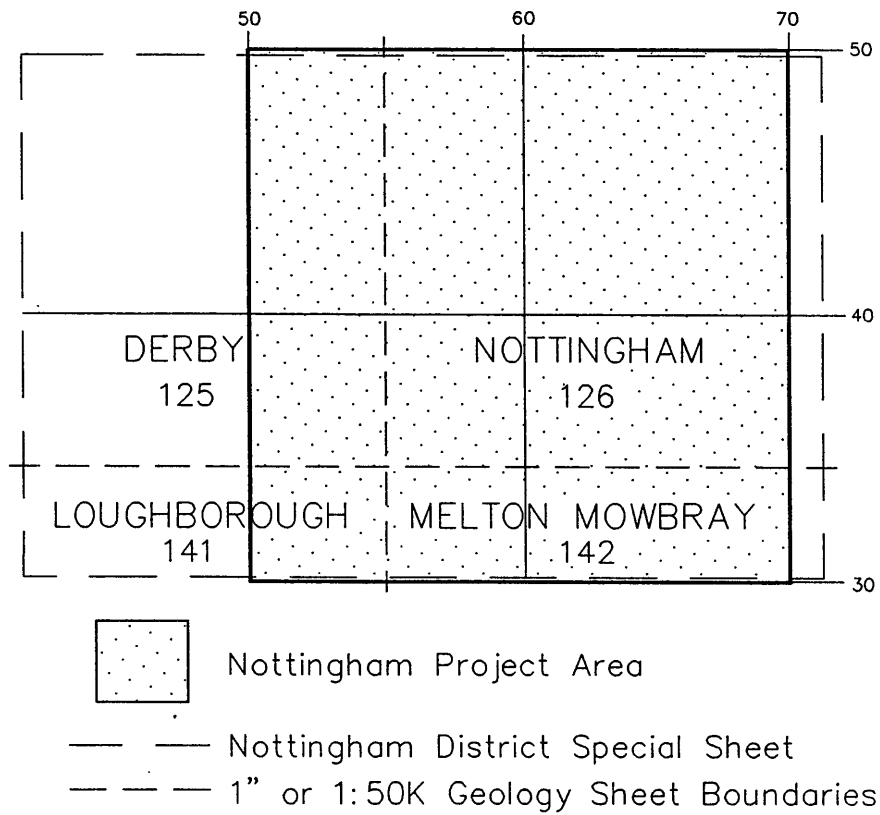 50 60 70
50
40
DERBY NOTTINGHAM
125 126
LOUGHBOROUGH MELTON MOWBRAY
141 142
30
Nottingham Project Area
Nottingham District Special Sheet
1" or 1:50K Geology Sheet Boundaries